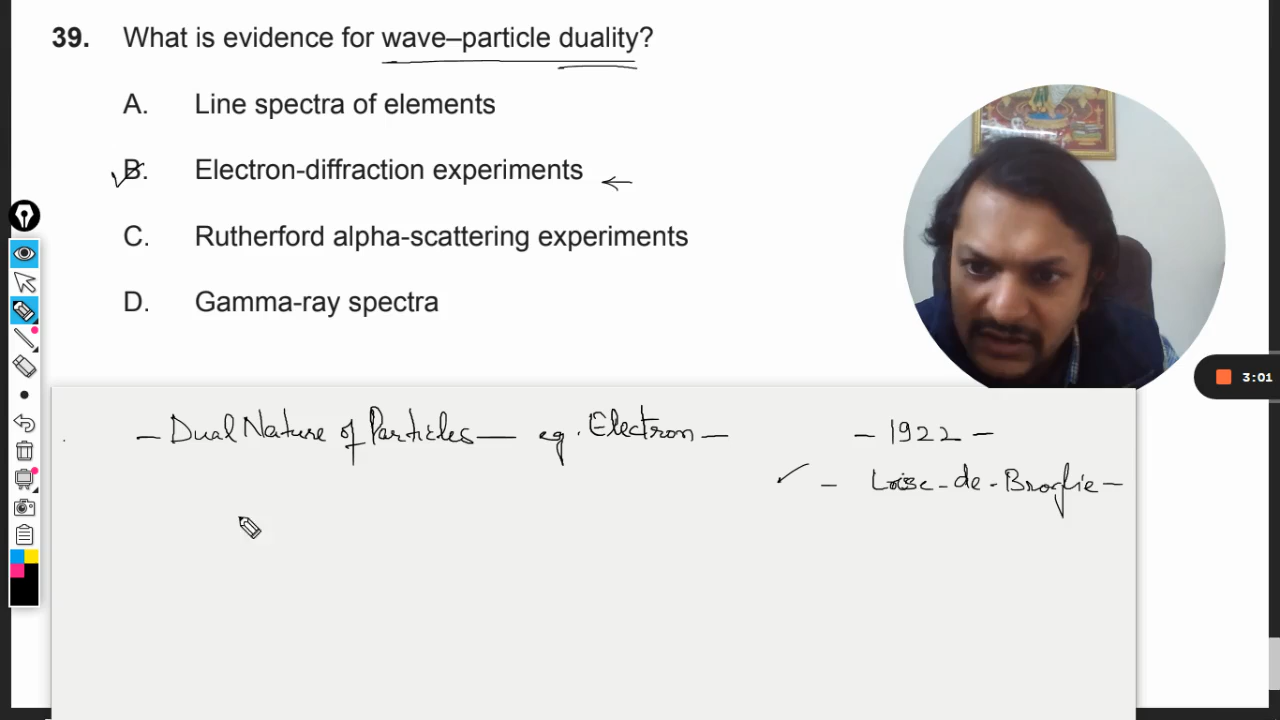 39. What is evidence for wave–particle duality?
A. Line spectra of elements
B. Electron-diffraction experiments
C. Rutherford alpha-scattering experiments
D. Gamma-ray spectra
3:01
- Dual Nature of Particles - eg. Electron - - 1922 -
- de-Broglie -